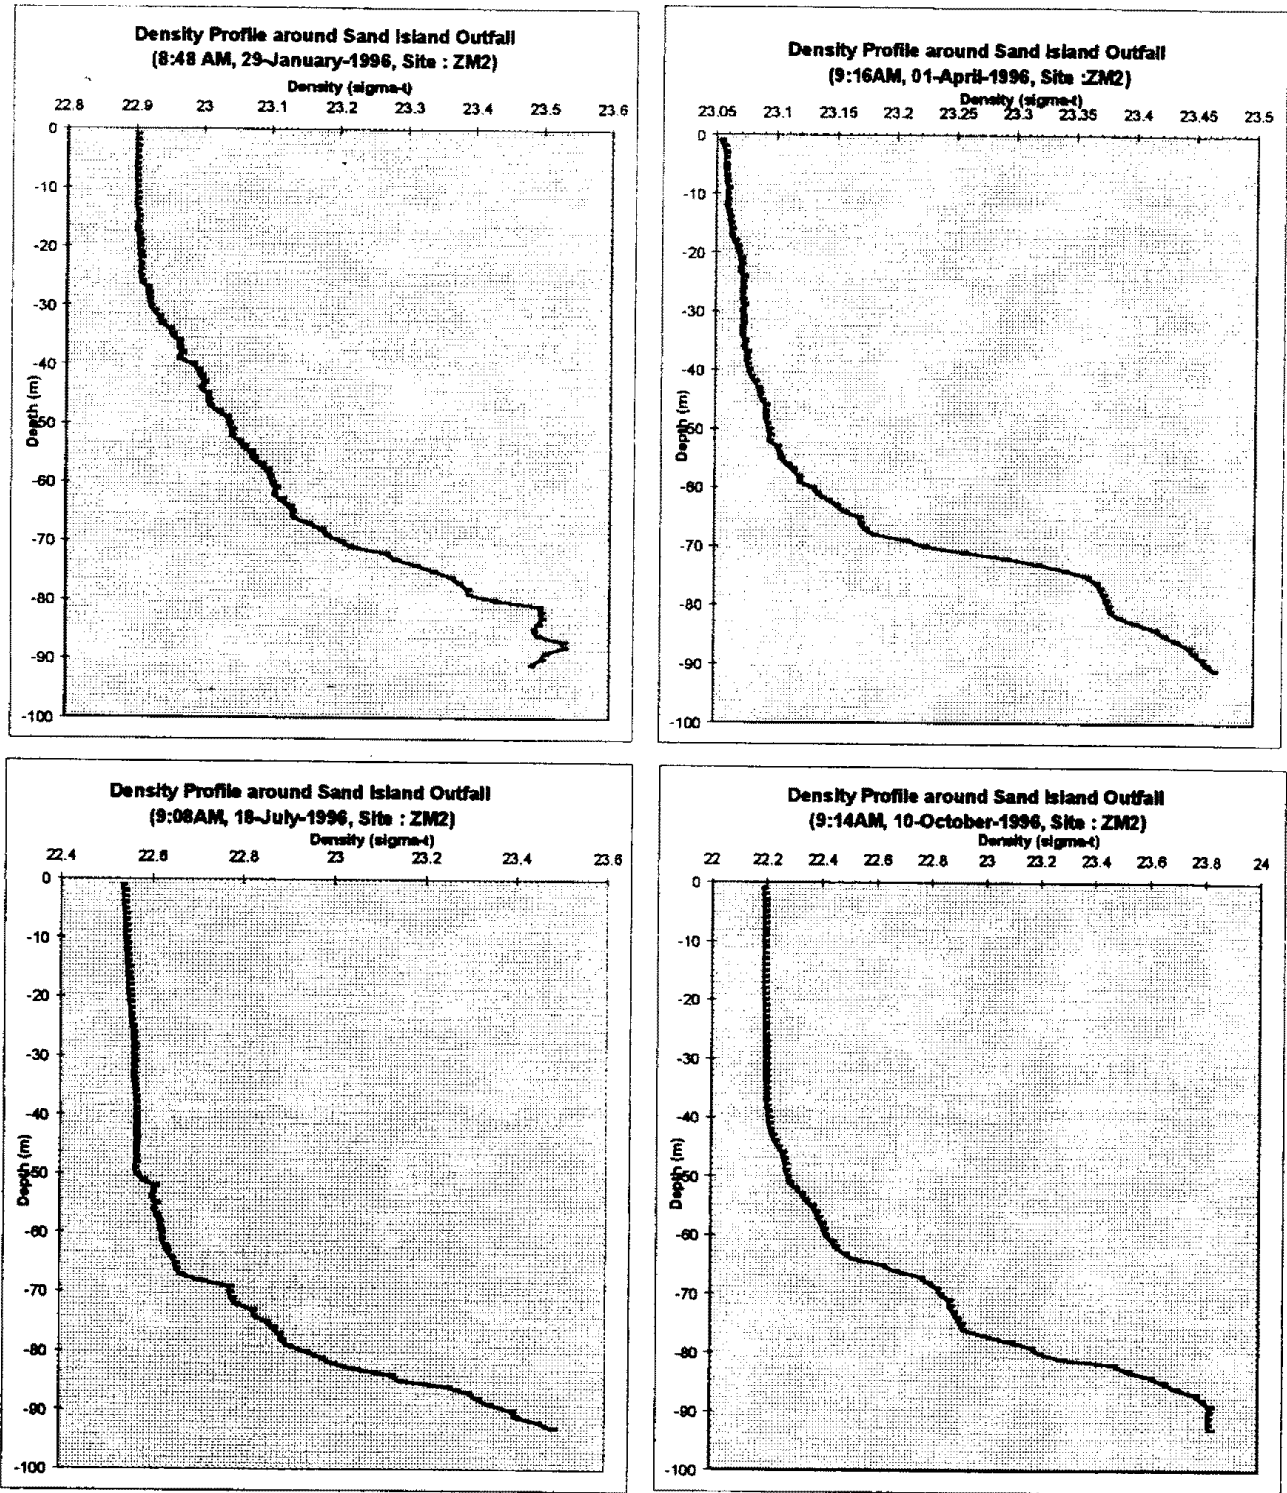 Density Profile around Sand Island Outfall
(8:48 AM, 29-January-1996, Site : ZM2)
Density (sigma-t)
22.8 22.9 23 23.1 23.2 23.3 23.4 23.5 23.6
0
-10
-20
-30
-40
-50
-60
-70
-80
-90
-100
Depth (m)
Density Profile around Sand Island Outfall
(9:16AM, 01-April-1996, Site :ZM2)
Density (sigma-t)
23.05 23.1 23.15 23.2 23.25 23.3 23.35 23.4 23.45 23.5
0
-10
-20
-30
-40
-50
-60
-70
-80
-90
-100
Depth (m)
Density Profile around Sand Island Outfall
(9:08AM, 18-July-1996, Site : ZM2)
Density (sigma-t)
22.4 22.6 22.8 23 23.2 23.4 23.6
0
-10
-20
-30
-40
-50
-60
-70
-80
-90
-100
Depth (m)
Density Profile around Sand Island Outfall
(9:14AM, 10-October-1996, Site : ZM2)
Density (sigma-t)
22 22.2 22.4 22.6 22.8 23 23.2 23.4 23.6 23.8 24
0
-10
-20
-30
-40
-50
-60
-70
-80
-90
-100
Depth (m)